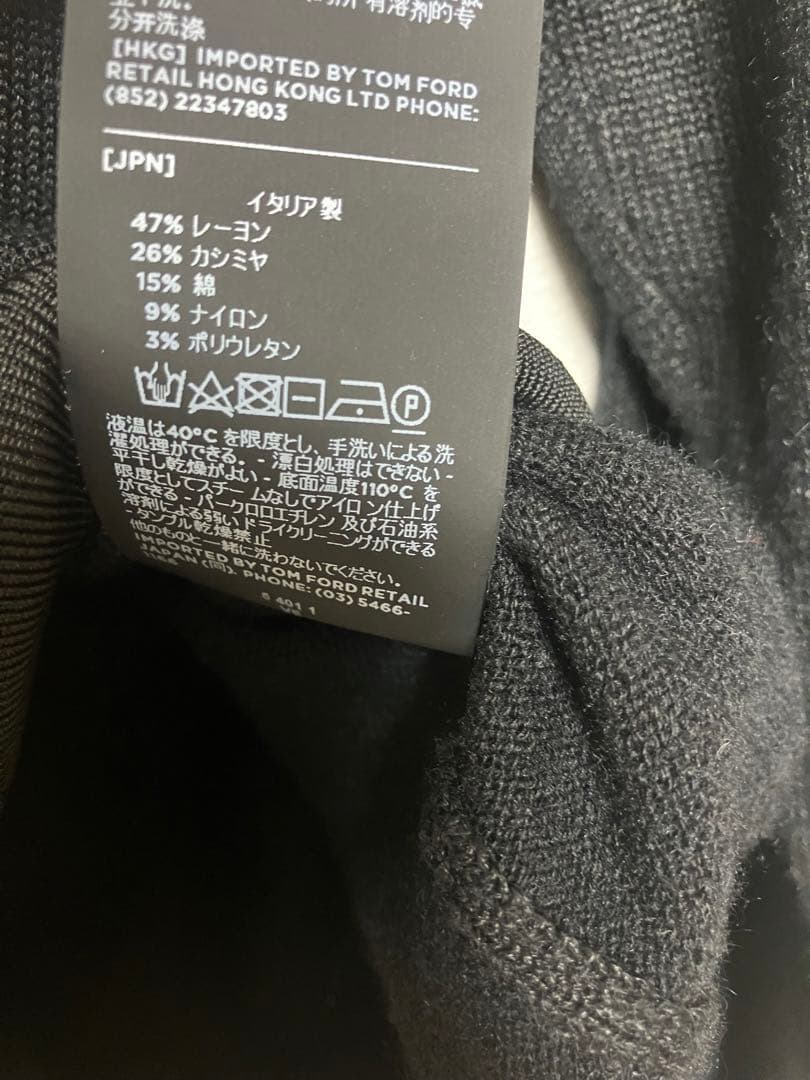 有溶剂的专
分开洗涤
[HKG] IMPORTED BY TOM FORD
RETAIL HONG KONG LTD PHONE:
(852) 22347803
[JPN]
イタリア製
47% レーヨン
26% カシミヤ
15% 綿
9% ナイロン
3% ポリウレタン
P
液温は40°C を限度とし、手洗いによる洗
濯処理ができる。- 漂白処理はできない -
平干し乾燥がよい - 底面温度110°C を
限度としてスチームなしでアイロン仕上げ
ができる - パークロロエチレン 及び石油系
溶剤による弱い ドライクリーニングができる
- タンブル乾燥禁止
他のものと一緒に洗わないでください.
IMPORTED BY TOM FORD RETAIL
JAPAN (同). PHONE: (03) 5466-
S 401 1